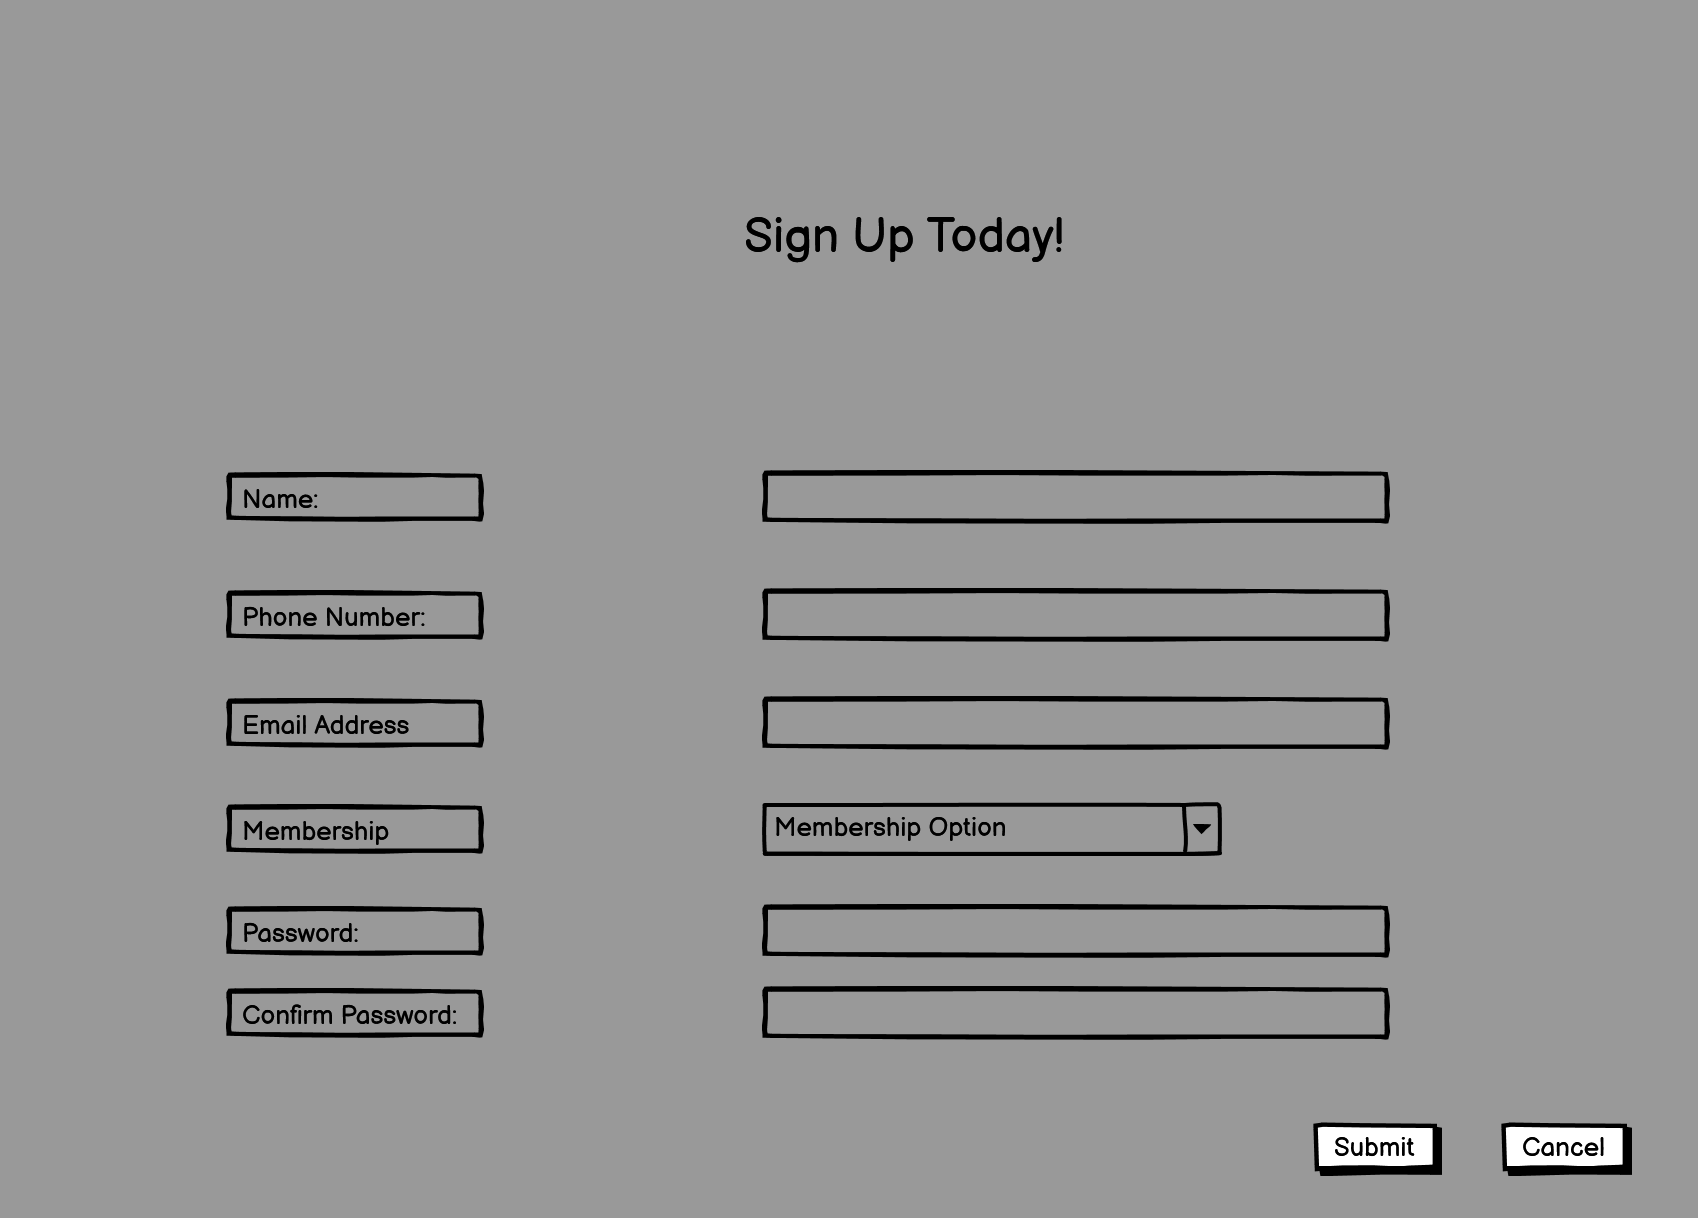 Sign Up Today!
Name:
Phone Number:
Email Address
Membership
Membership Option
Password:
Confirm Password:
Submit
Cancel